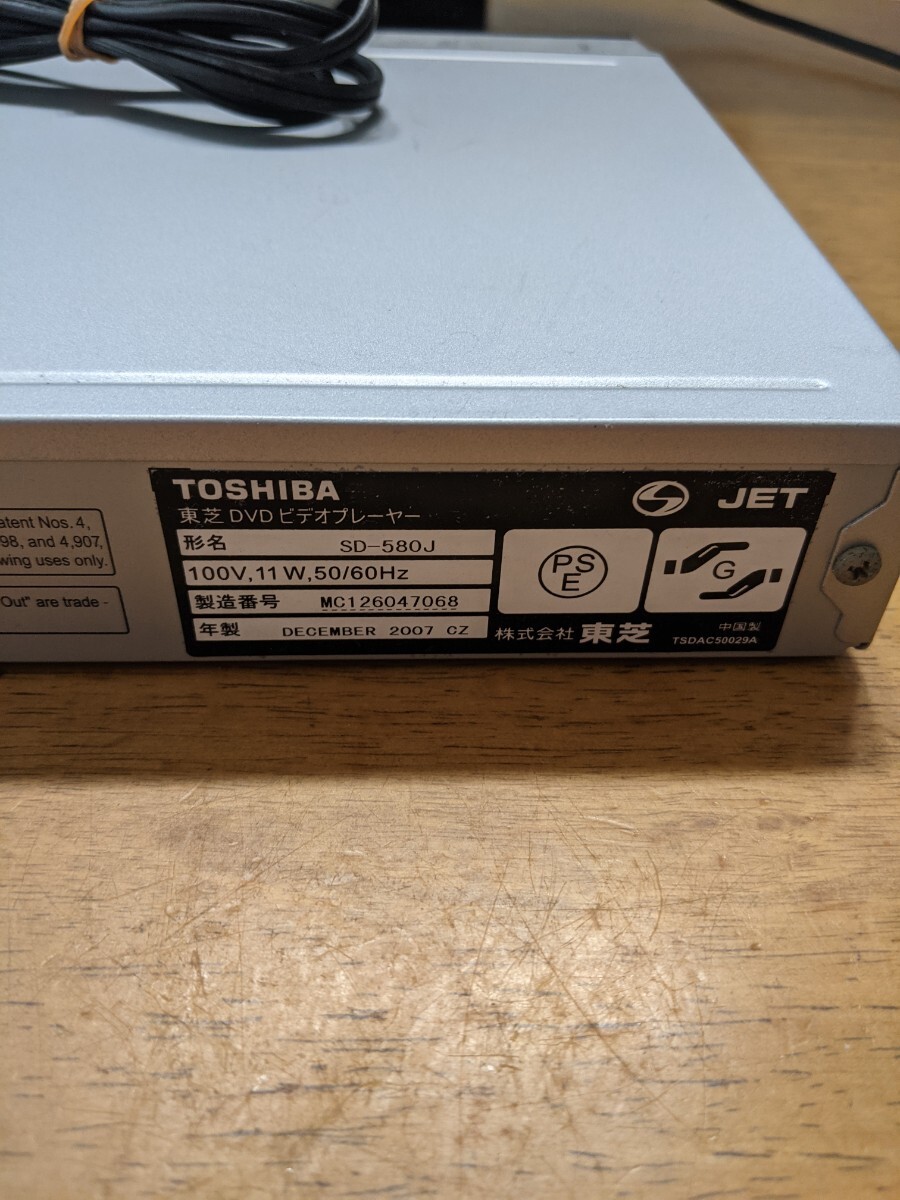 atent Nos. 4,
98, and 4,907,
wing uses only.
Out" are trade -
TOSHIBA
東芝 DVD ビデオプレーヤー
JET
形名 SD-580J
100V, 11W, 50/60Hz
製造番号 MC126047068
年製 DECEMBER 2007 CZ
PS
E
G
株式会社 東芝
中国製
TSDAC50029A